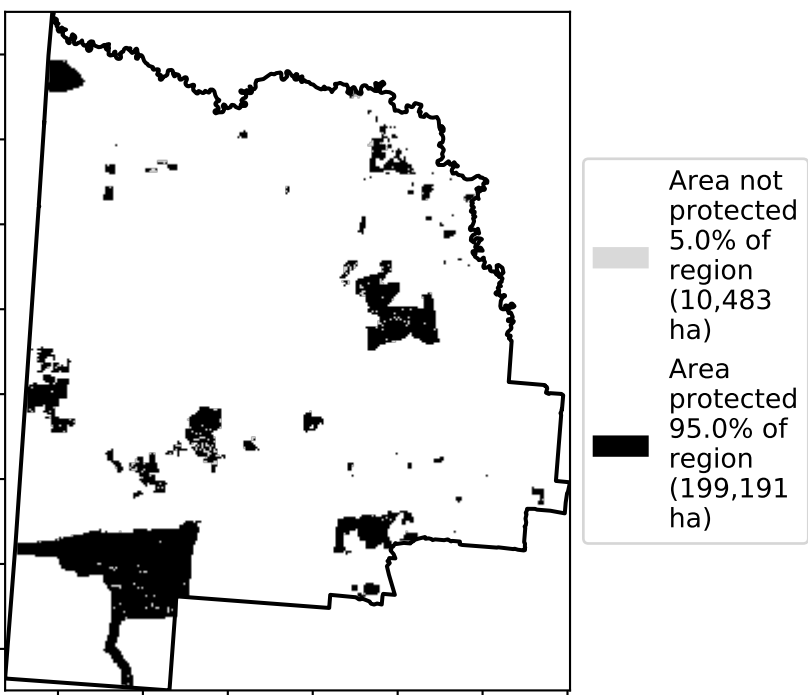 Area not
protected
5.0% of
region
(10,483
ha)
Area
protected
95.0% of
region
(199,191
ha)